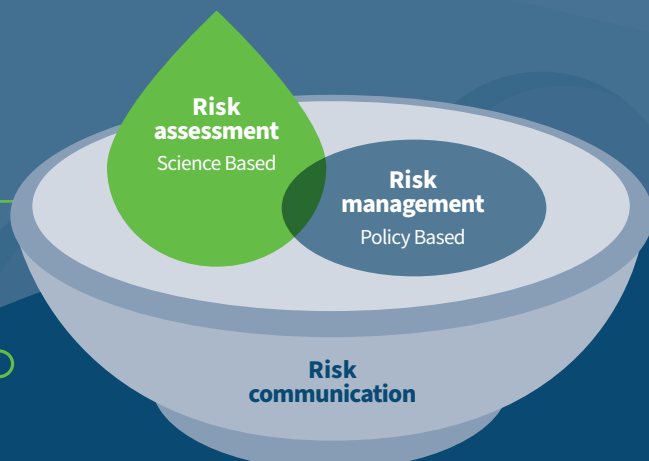 Risk
assessment
Science Based
Risk
management
Policy Based
Risk
communication